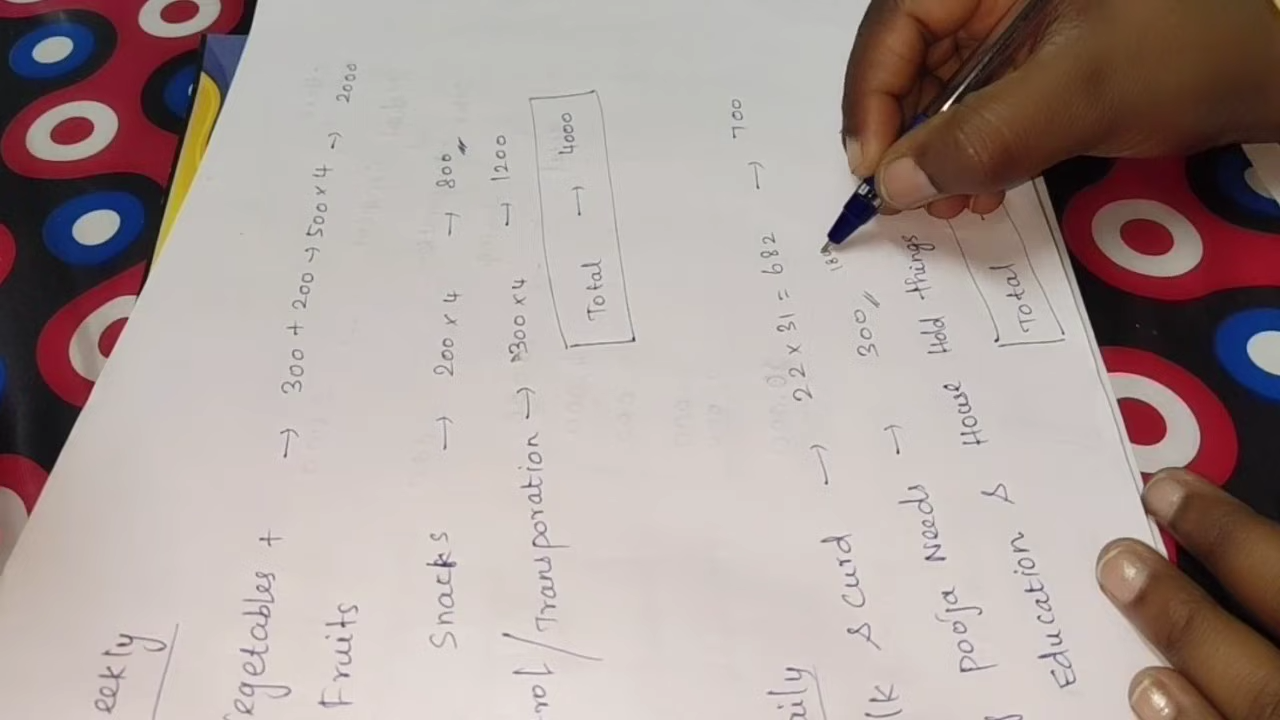 eekly
egetables + → 300 + 200 → 500 x 4 → 2000
Fruits
Snacks → 200 x 4 → 800
rol / Transporation → 300 x 4 → 1200
Total → 4000
aily
lk & curd → 22 x 31 = 682 → 700
300
pooja Needs →
Education & House Hold things
Total